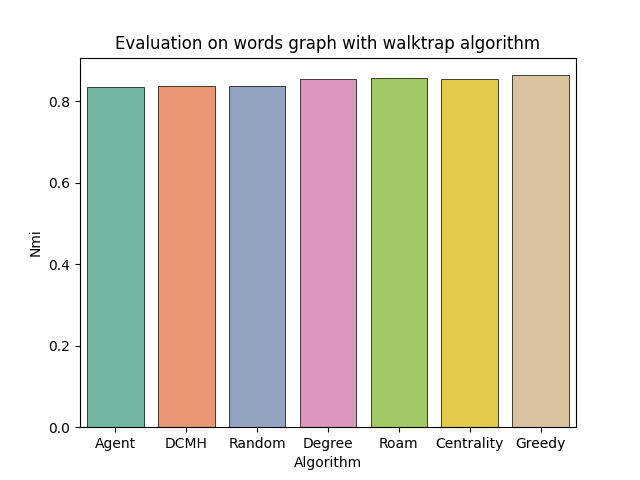 Evaluation on words graph with walktrap algorithm
0.8
0.6
0.4
0.2
0.0
Nmi
Agent DCMH Random Degree Roam Centrality Greedy
Algorithm